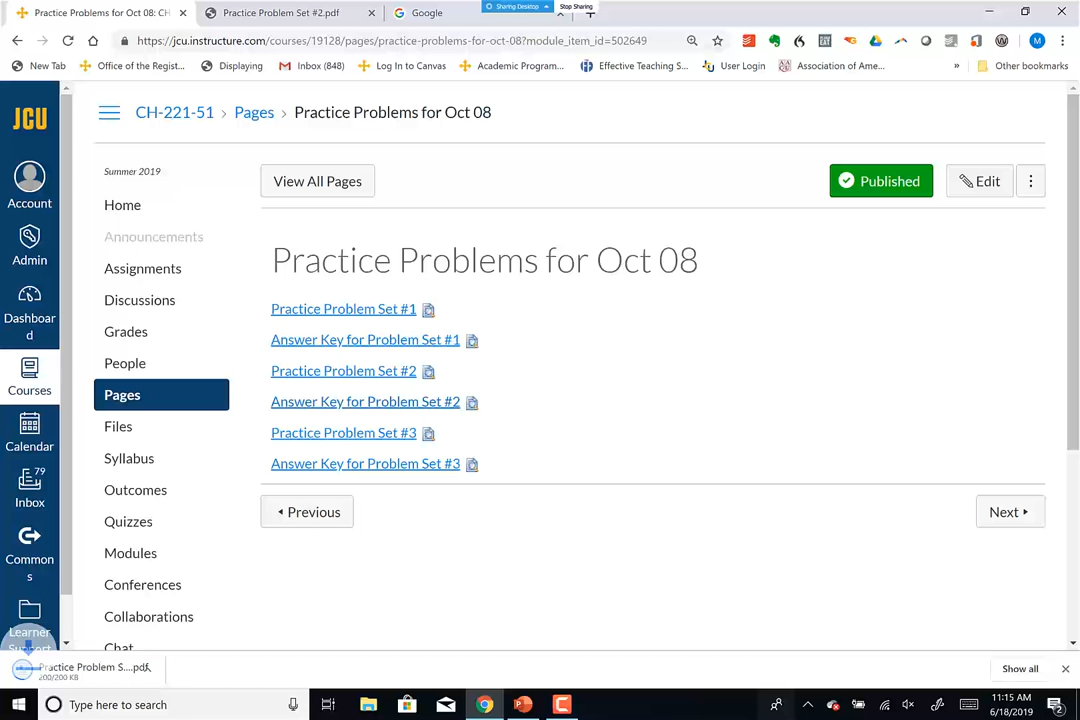 Practice Problems for Oct 08: CH
Practice Problem Set #2.pdf
Google
Sharing Desktop
Stop Sharing
https://jcu.instructure.com/courses/19128/pages/practice-problems-for-oct-08?module_item_id=502649
New Tab
Office of the Regist...
Displaying
Inbox (848)
Log In to Canvas
Academic Program...
Effective Teaching S...
User Login
Association of Ame...
»
Other bookmarks
JCU
Account
Admin
Dashboar
d
Courses
Calendar
79
Inbox
Common
s
Learner
Support
CH-221-51 › Pages › Practice Problems for Oct 08
Summer 2019
Home
Announcements
Assignments
Discussions
Grades
People
Pages
Files
Syllabus
Outcomes
Quizzes
Modules
Conferences
Collaborations
Chat
View All Pages
Published
Edit
Practice Problems for Oct 08
Practice Problem Set #1
Answer Key for Problem Set #1
Practice Problem Set #2
Answer Key for Problem Set #2
Practice Problem Set #3
Answer Key for Problem Set #3
Previous
Next
Practice Problem S....pdf
200/200 KB
Show all
Type here to search
11:15 AM
6/18/2019
2